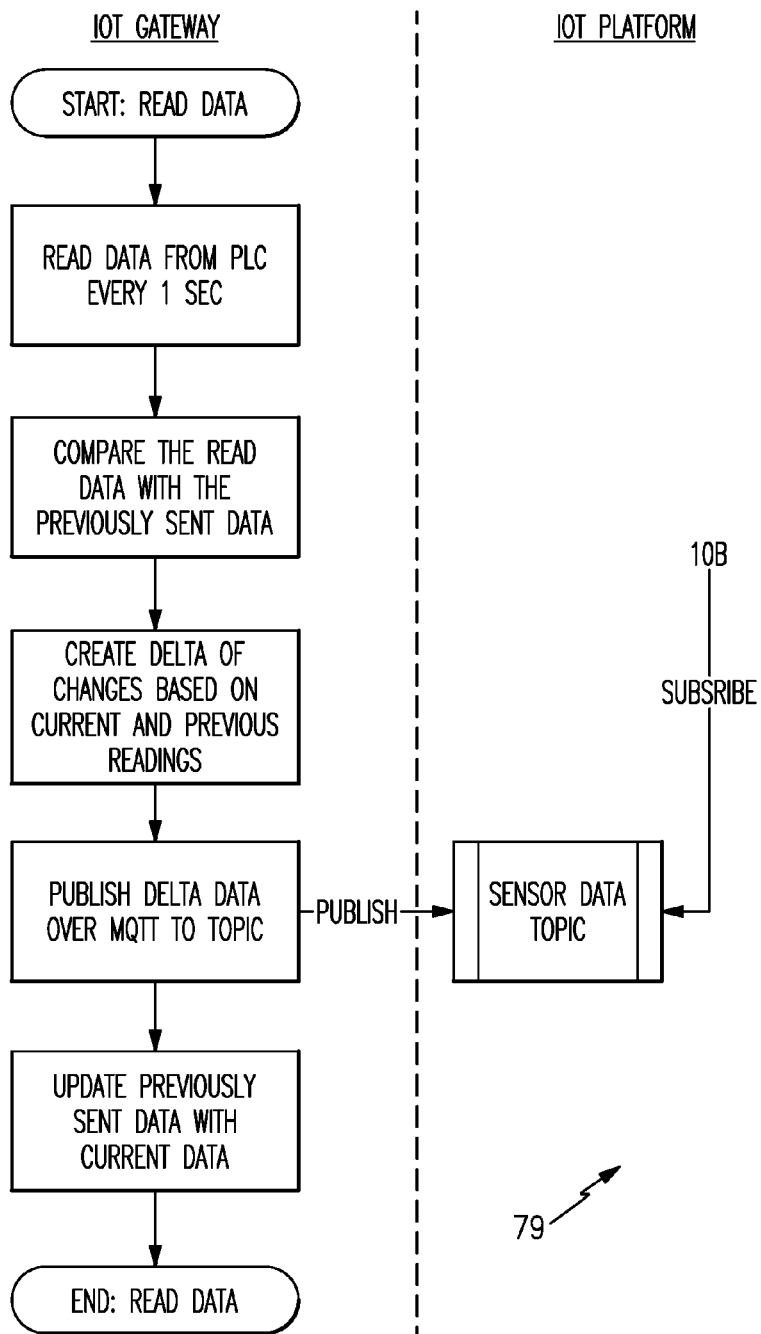 IOT GATEWAY
IOT PLATFORM
START: READ DATA
READ DATA FROM PLC
EVERY 1 SEC
COMPARE THE READ
DATA WITH THE
PREVIOUSLY SENT DATA
10B
CREATE DELTA OF
CHANGES BASED ON
CURRENT AND PREVIOUS
READINGS
SUBSRIBE
PUBLISH DELTA DATA
OVER MQTT TO TOPIC
PUBLISH
SENSOR DATA
TOPIC
UPDATE PREVIOUSLY
SENT DATA WITH
CURRENT DATA
79
END: READ DATA